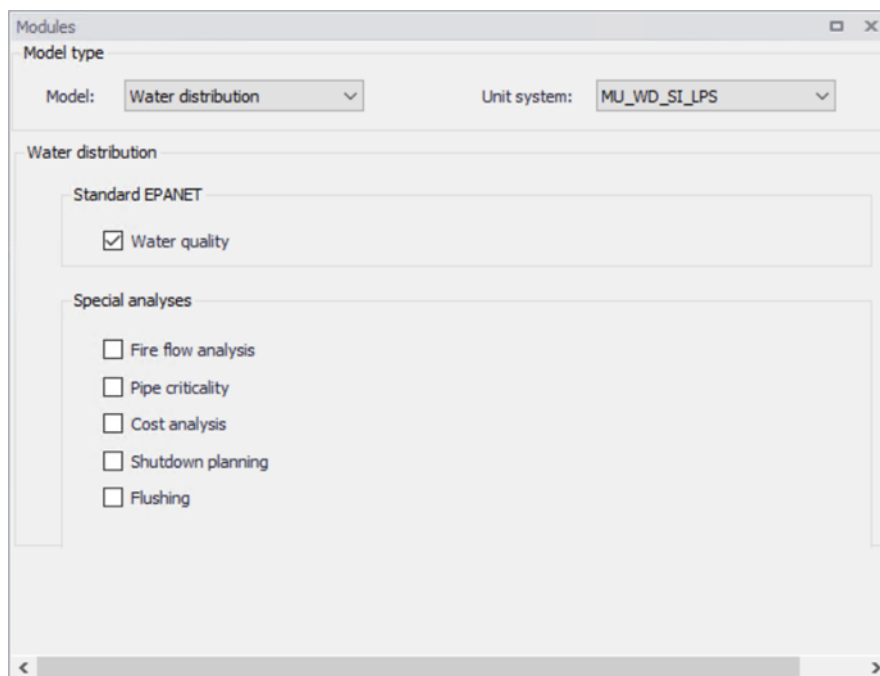 Modules
Model type
Model: Water distribution Unit system: MU_WD_SI_LPS
Water distribution
Standard EPANET
Water quality
Special analyses
Fire flow analysis
Pipe criticality
Cost analysis
Shutdown planning
Flushing